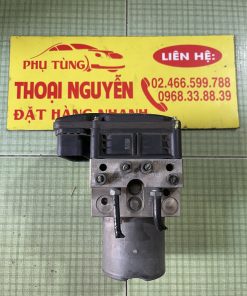 PHỤ TÙNG
LIÊN HỆ:
THOẠI NGUYỄN
02.466.599.788
0968.33.88.39
ĐẶT HÀNG NHANH